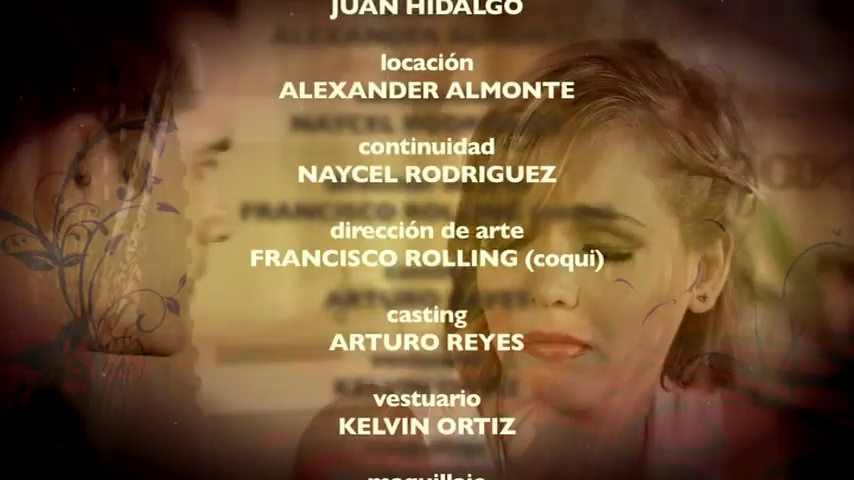 JUAN HIDALGO
locación
ALEXANDER ALMONTE
continuidad
NAYCEL RODRIGUEZ
dirección de arte
FRANCISCO ROLLING (coqui)
casting
ARTURO REYES
vestuario
KELVIN ORTIZ
maquillaje